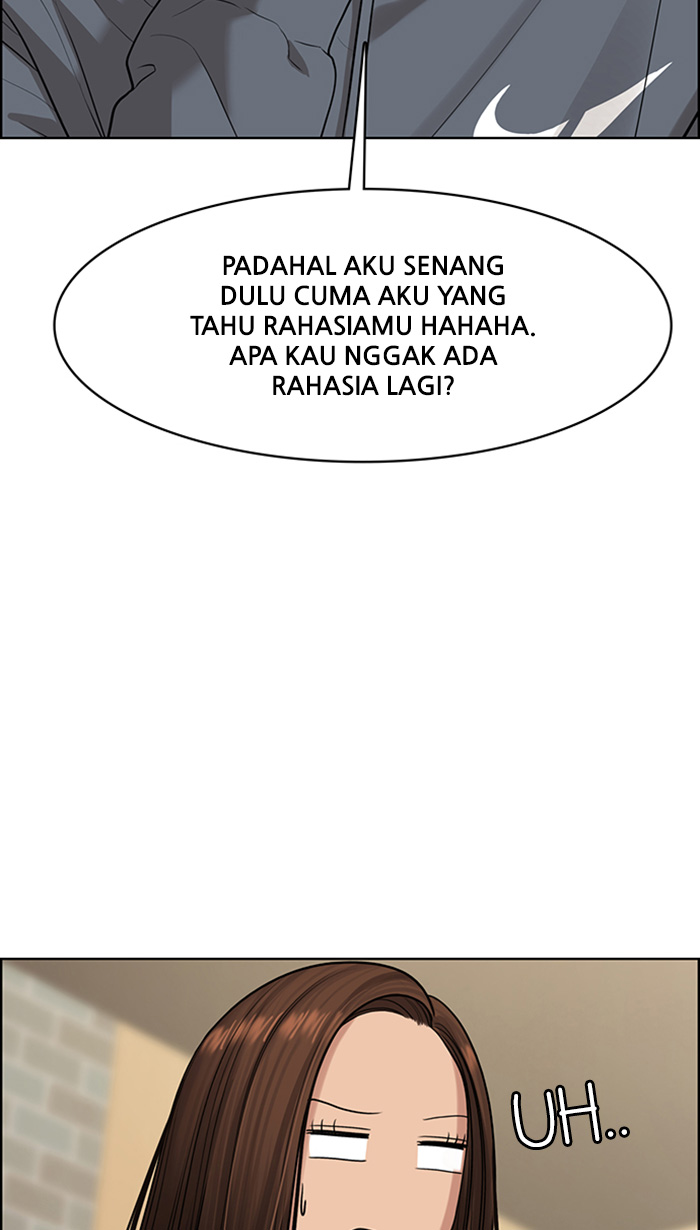 PADAHAL AKU SENANG
DULU CUMA AKU YANG
TAHU RAHASIAMU HAHAHA.
APA KAU NGGAK ADA
RAHASIA LAGI?
UH..